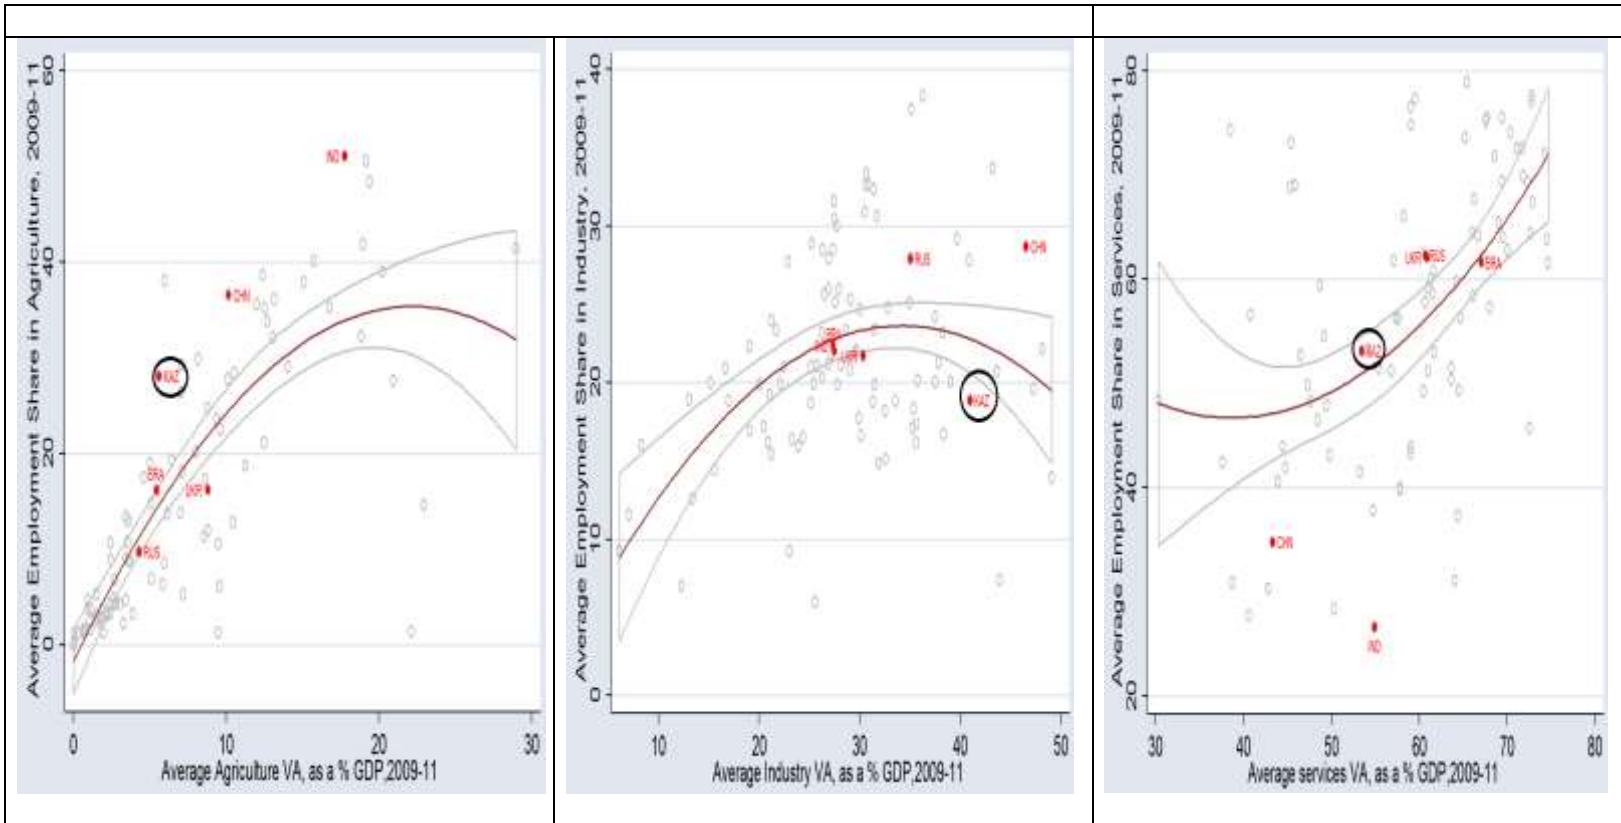 Average Employment Share in Agriculture, 2009-11
60
40
20
0
IND
CHN
KAZ
BRA
UKR
RUS
0 10 20 30
Average Agriculture VA, as a % GDP,2009-11
Average Employment Share in Industry, 2009-11
40
30
20
10
0
RUS
CHN
BRA
IND
UKR
KAZ
10 20 30 40 50
Average Industry VA, as a % GDP,2009-11
Average Employment Share in Services, 2009-11
80
60
40
20
UKR RUS
BRA
KAZ
CHN
IND
30 40 50 60 70 80
Average services VA, as a % GDP,2009-11